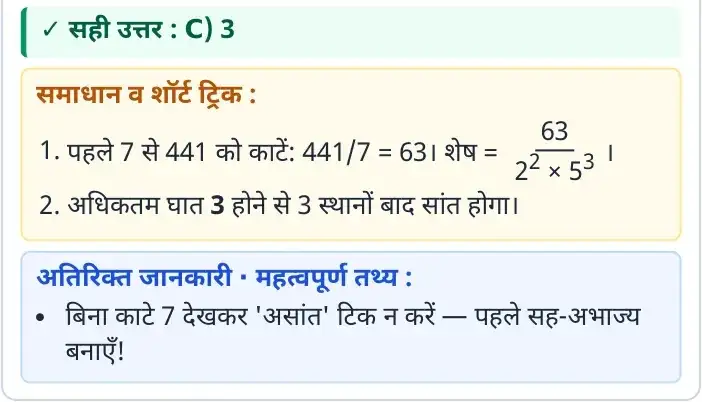 ✓ सही उत्तर : C) 3
समाधान व शॉर्ट ट्रिक :
1. पहले 7 से 441 को काटें: 441/7 = 63। शेष = 63 / (2² × 5³) ।
2. अधिकतम घात 3 होने से 3 स्थानों बाद सांत होगा।
अतिरिक्त जानकारी · महत्वपूर्ण तथ्य :
• बिना काटे 7 देखकर 'असांत' टिक न करें — पहले सह-अभाज्य
बनाएँ!